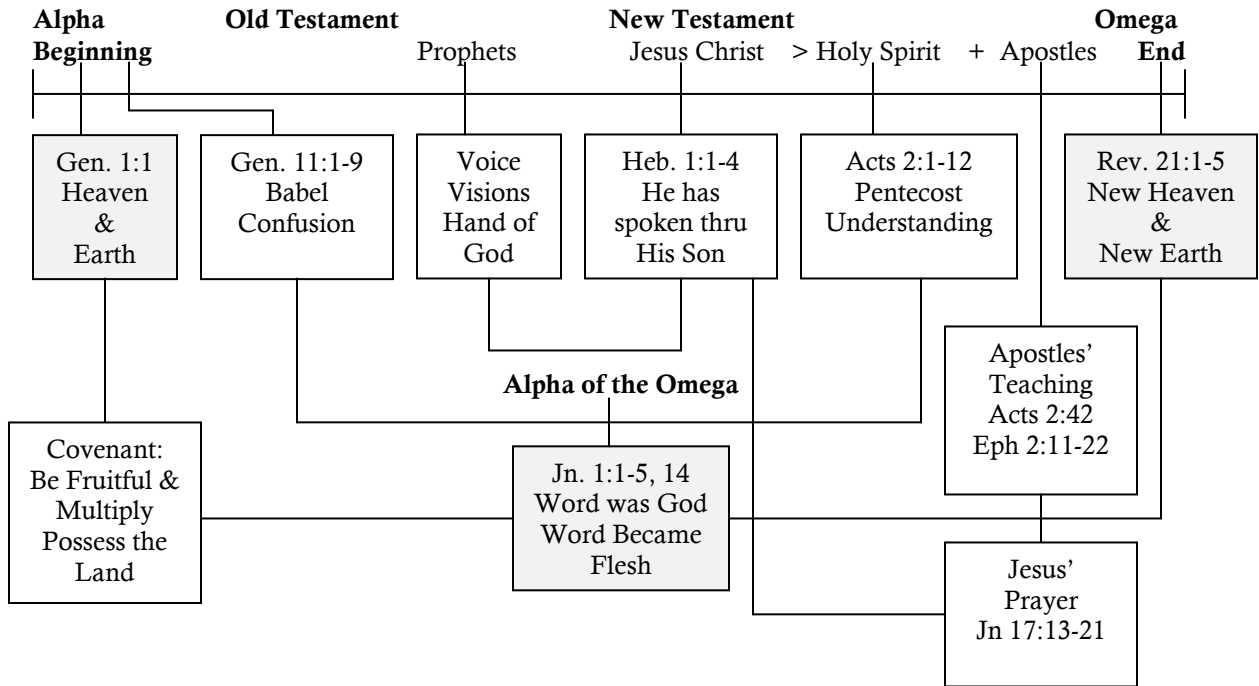 Alpha Old Testament New Testament Omega
Beginning Prophets Jesus Christ > Holy Spirit + Apostles End
Gen. 1:1
Heaven
&
Earth
Gen. 11:1-9
Babel
Confusion
Voice
Visions
Hand of
God
Heb. 1:1-4
He has
spoken thru
His Son
Acts 2:1-12
Pentecost
Understanding
Rev. 21:1-5
New Heaven
&
New Earth
Apostles’
Teaching
Acts 2:42
Eph 2:11-22
Alpha of the Omega
Covenant:
Be Fruitful &
Multiply
Possess the
Land
Jn. 1:1-5, 14
Word was God
Word Became
Flesh
Jesus’
Prayer
Jn 17:13-21